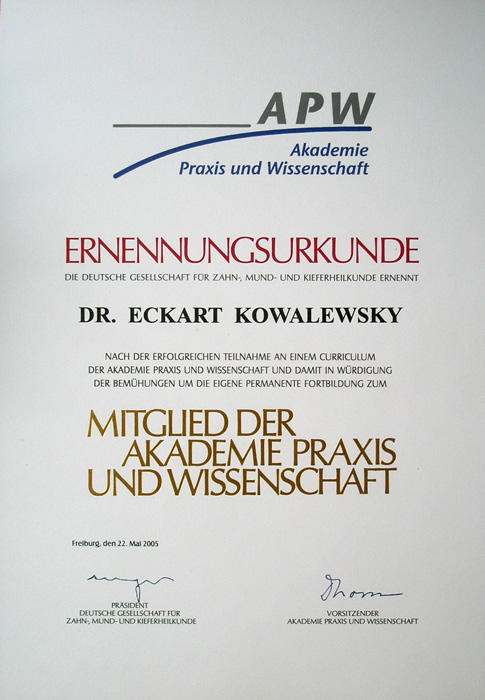 APW
Akademie
Praxis und Wissenschaft
ERNENNUNGSURKUNDE
DIE DEUTSCHE GESELLSCHAFT FÜR ZAHN-, MUND- UND KIEFERHEILKUNDE ERNENNT
DR. ECKART KOWALEWSKY
NACH DER ERFOLGREICHEN TEILNAHME AN EINEM CURRICULUM
DER AKADEMIE PRAXIS UND WISSENSCHAFT UND DAMIT IN WÜRDIGUNG
DER BEMÜHUNGEN UM DIE EIGENE PERMANENTE FORTBILDUNG ZUM
MITGLIED DER
AKADEMIE PRAXIS
UND WISSENSCHAFT
Freiburg, den 22. Mai 2005
PRÄSIDENT
DEUTSCHE GESELLSCHAFT FÜR
ZAHN-, MUND- UND KIEFERHEILKUNDE
VORSITZENDER
AKADEMIE PRAXIS UND WISSENSCHAFT